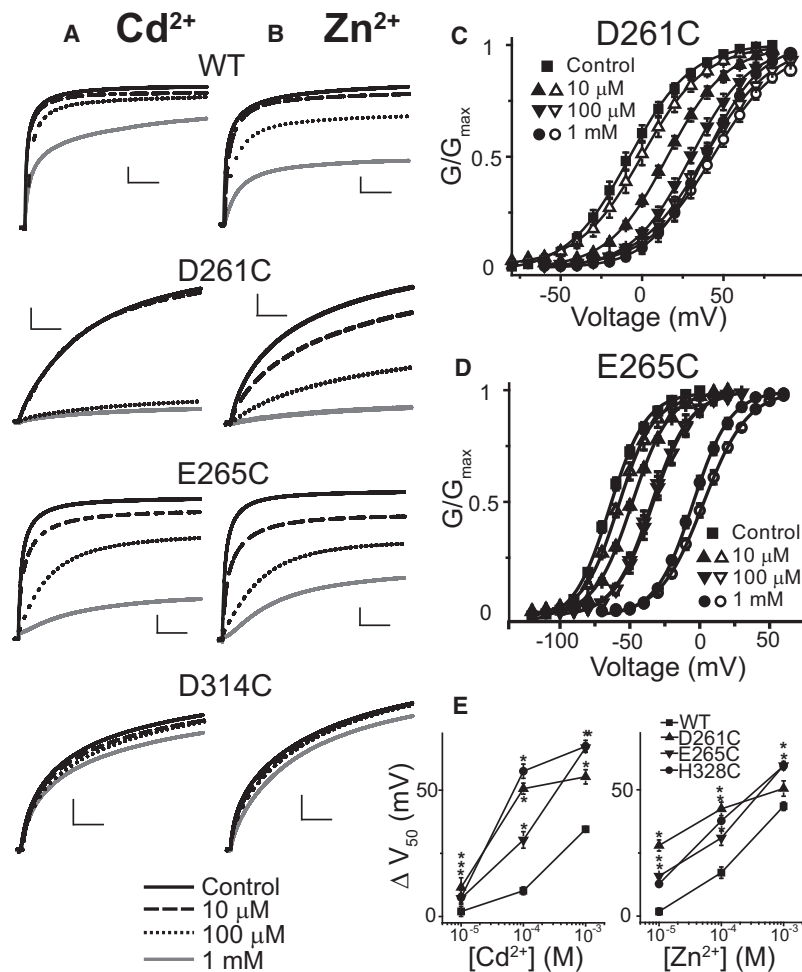 A Cd²⁺ B Zn²⁺
WT
D261C
E265C
D314C
Control
10 μM
100 μM
1 mM
C D261C
Control
10 μM
100 μM
1 mM
G/Gmax
1
0.5
0
-50 0 50
Voltage (mV)
D E265C
Control
10 μM
100 μM
1 mM
G/Gmax
1
0.5
0
-100 -50 0 50
Voltage (mV)
E
WT
D261C
E265C
H328C
Δ V50 (mV)
50
0
10⁻⁵ 10⁻⁴ 10⁻³
[Cd²⁺] (M)
50
0
10⁻⁵ 10⁻⁴ 10⁻³
[Zn²⁺] (M)